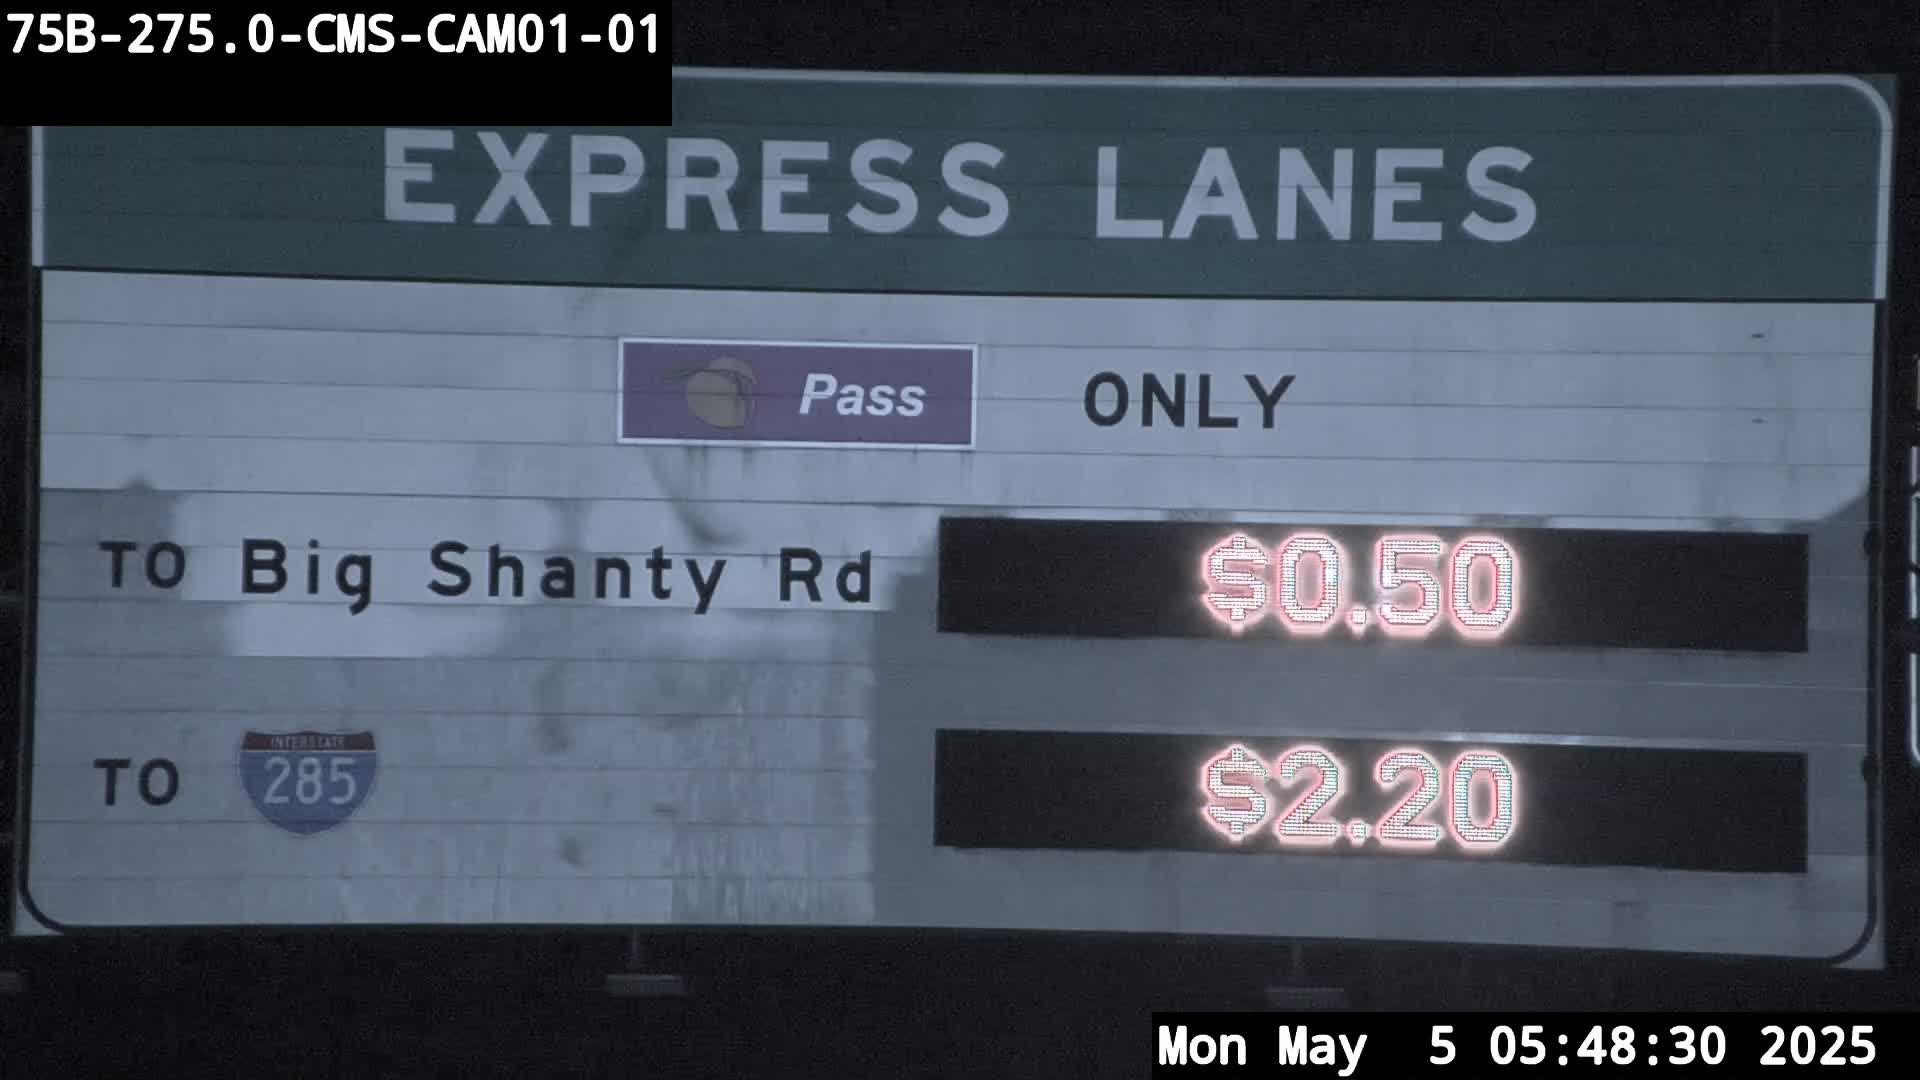 75B-275.0-CMS-CAM01-01
EXPRESS LANES
Pass ONLY
TO Big Shanty Rd $0.50
INTERSTATE
TO 285 $2.20
Mon May 5 05:48:30 2025